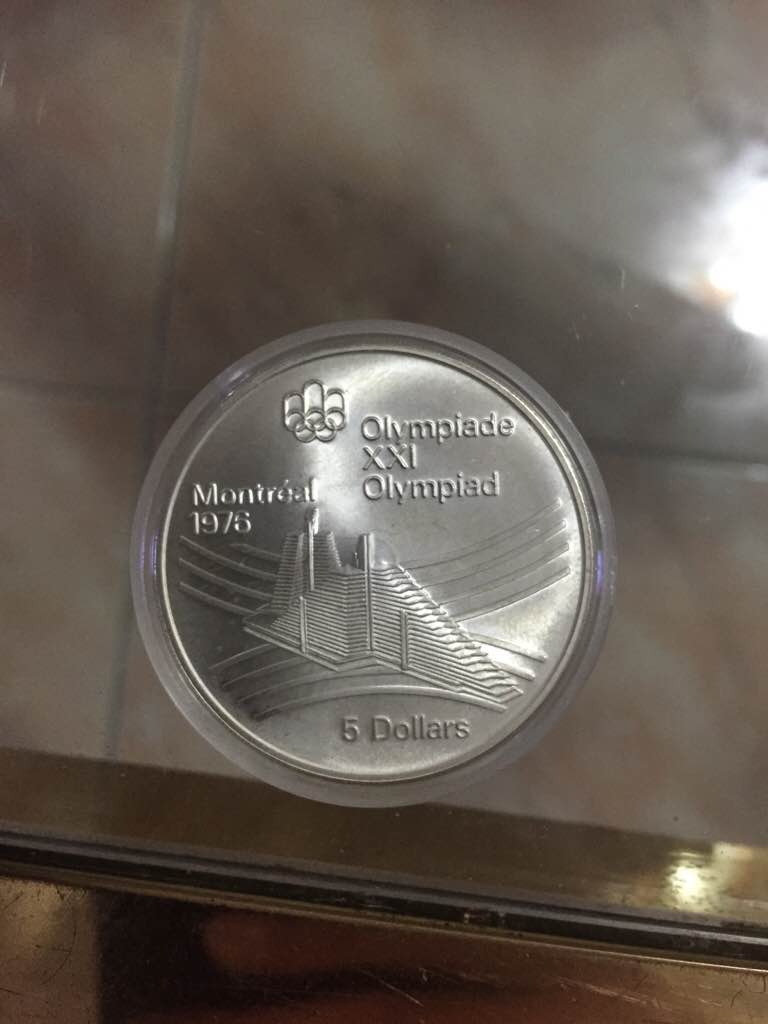 Olympiade
XXI
Olympiad
Montréal
1976
5 Dollars